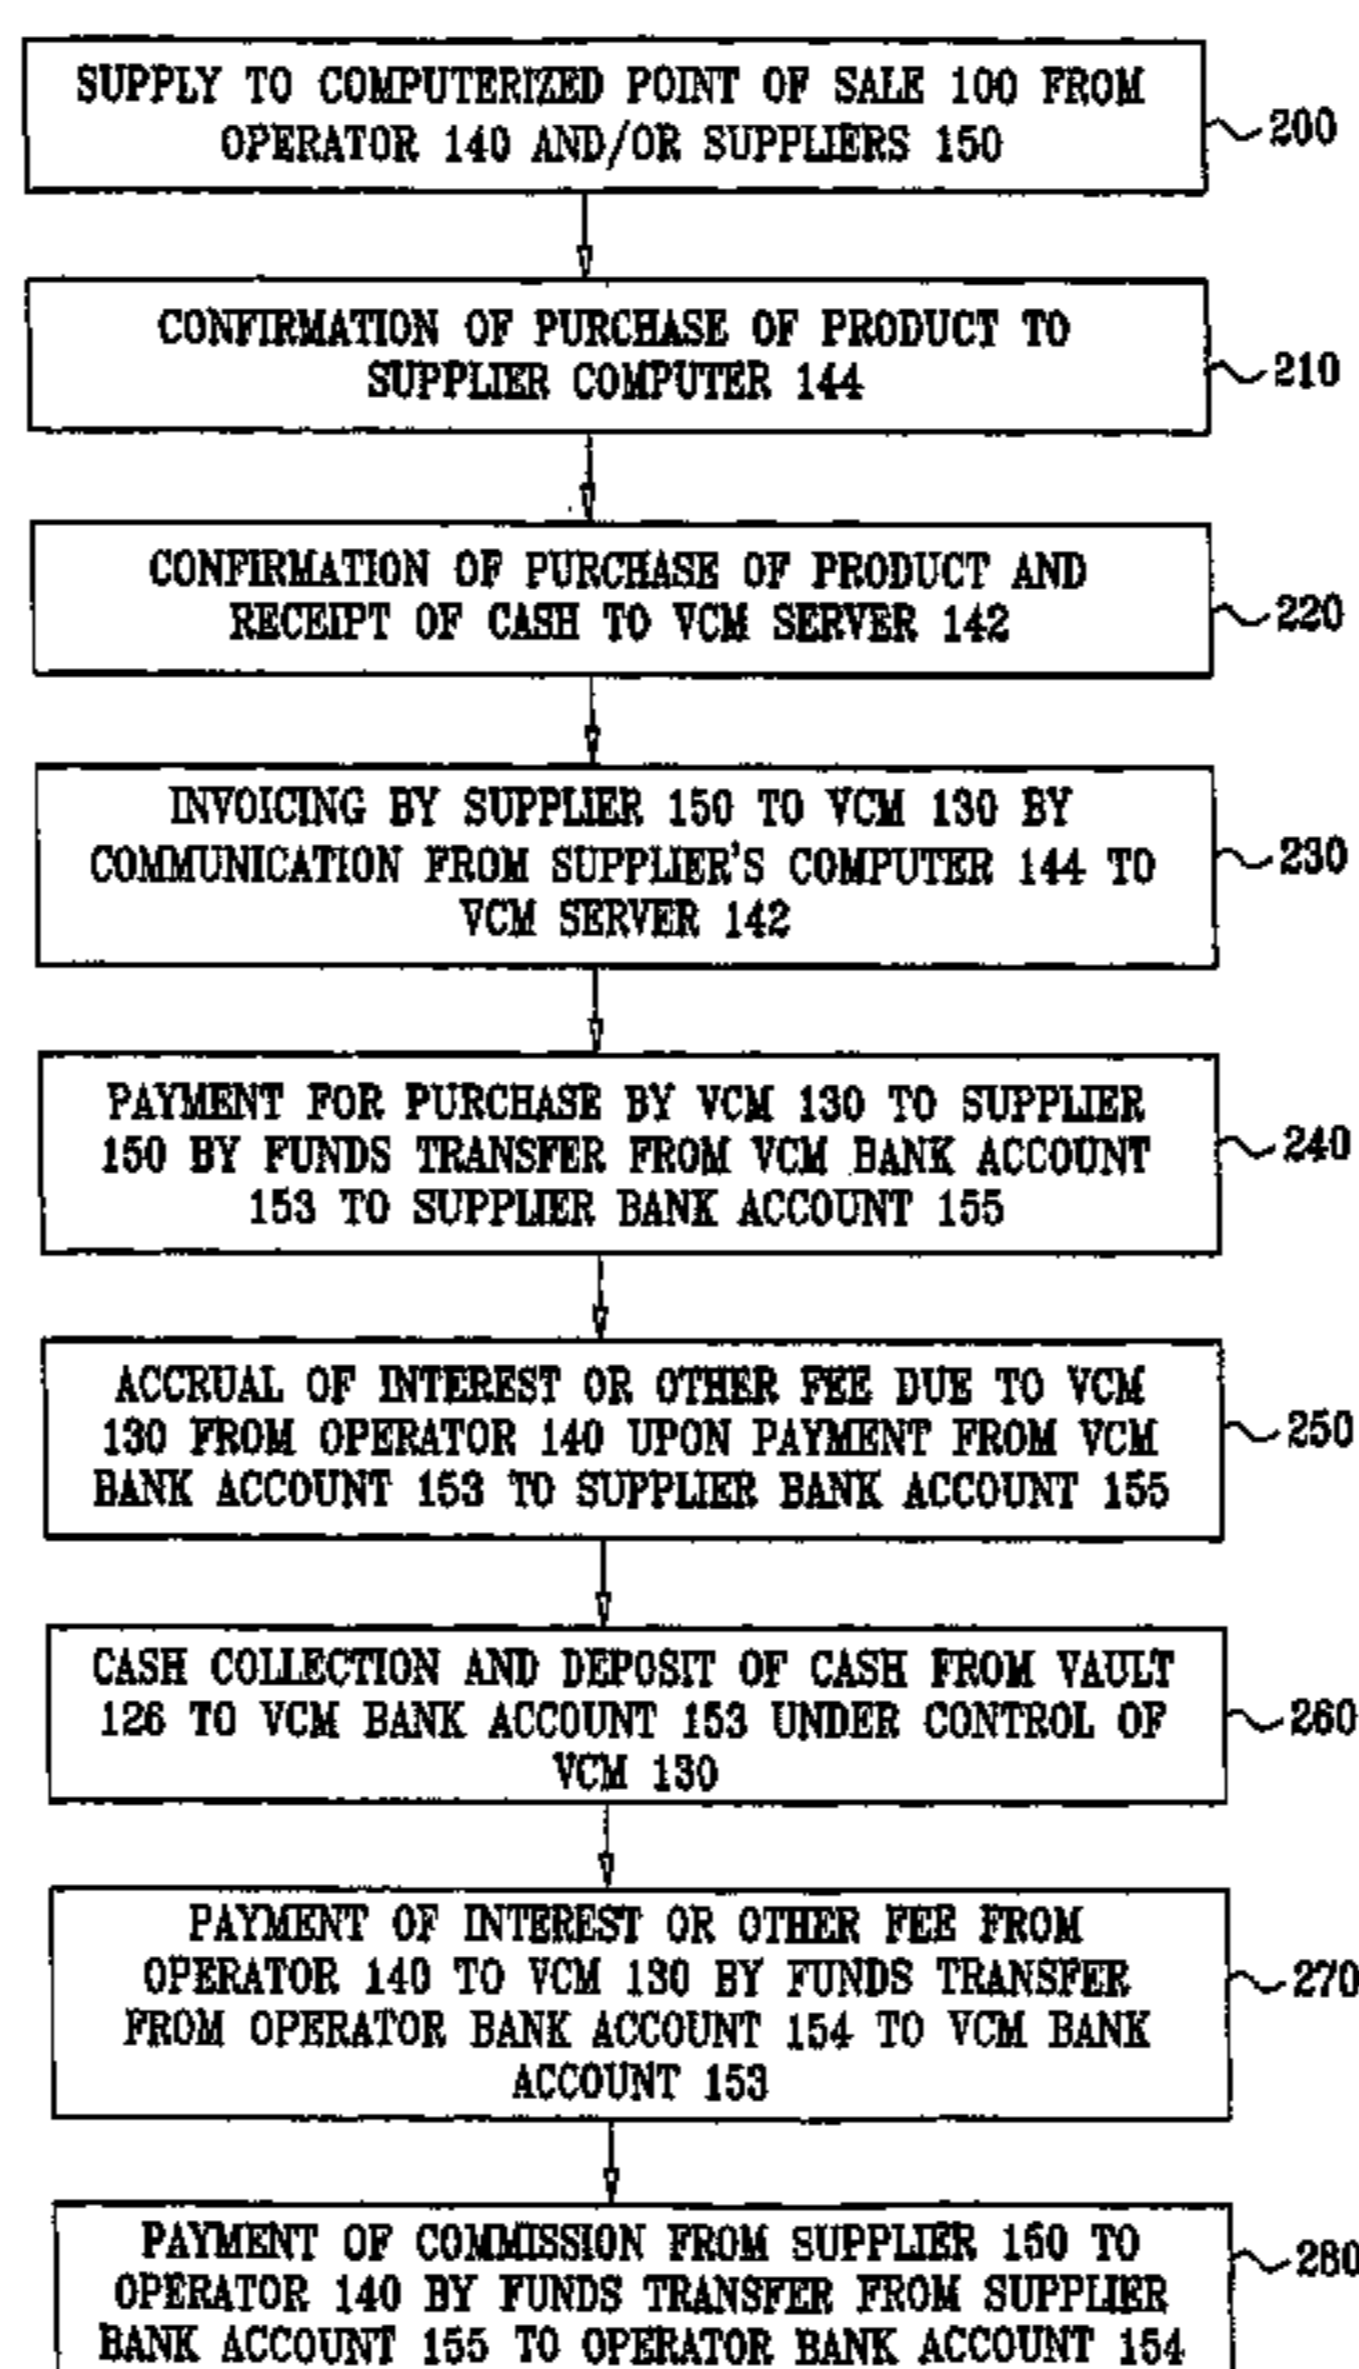 SUPPLY TO COMPUTERIZED POINT OF SALE 100 FROM
OPERATOR 140 AND/OR SUPPLIERS 150
200
CONFIRMATION OF PURCHASE OF PRODUCT TO
SUPPLIER COMPUTER 144
210
CONFIRMATION OF PURCHASE OF PRODUCT AND
RECEIPT OF CASH TO VCM SERVER 142
220
INVOICING BY SUPPLIER 150 TO VCM 130 BY
COMMUNICATION FROM SUPPLIER'S COMPUTER 144 TO
VCM SERVER 142
230
PAYMENT FOR PURCHASE BY VCM 130 TO SUPPLIER
150 BY FUNDS TRANSFER FROM VCM BANK ACCOUNT
153 TO SUPPLIER BANK ACCOUNT 155
240
ACCRUAL OF INTEREST OR OTHER FEE DUE TO VCM
130 FROM OPERATOR 140 UPON PAYMENT FROM VCM
BANK ACCOUNT 153 TO SUPPLIER BANK ACCOUNT 155
250
CASH COLLECTION AND DEPOSIT OF CASH FROM VAULT
126 TO VCM BANK ACCOUNT 153 UNDER CONTROL OF
VCM 130
260
PAYMENT OF INTEREST OR OTHER FEE FROM
OPERATOR 140 TO VCM 130 BY FUNDS TRANSFER
FROM OPERATOR BANK ACCOUNT 154 TO VCM BANK
ACCOUNT 153
270
PAYMENT OF COMMISSION FROM SUPPLIER 150 TO
OPERATOR 140 BY FUNDS TRANSFER FROM SUPPLIER
BANK ACCOUNT 155 TO OPERATOR BANK ACCOUNT 154
280